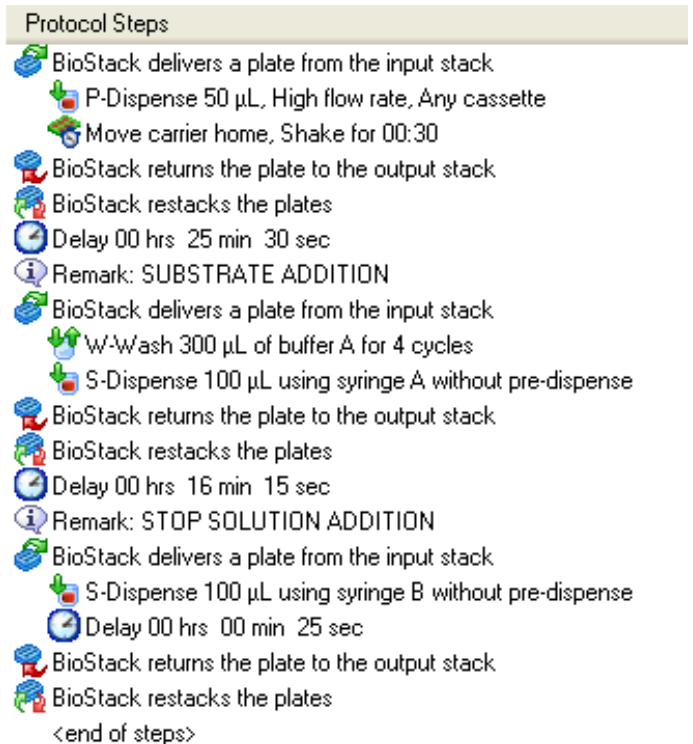 Protocol Steps
BioStack delivers a plate from the input stack
P-Dispense 50 µL, High flow rate, Any cassette
Move carrier home, Shake for 00:30
BioStack returns the plate to the output stack
BioStack restacks the plates
Delay 00 hrs 25 min 30 sec
Remark: SUBSTRATE ADDITION
BioStack delivers a plate from the input stack
W-Wash 300 µL of buffer A for 4 cycles
S-Dispense 100 µL using syringe A without pre-dispense
BioStack returns the plate to the output stack
BioStack restacks the plates
Delay 00 hrs 16 min 15 sec
Remark: STOP SOLUTION ADDITION
BioStack delivers a plate from the input stack
S-Dispense 100 µL using syringe B without pre-dispense
Delay 00 hrs 00 min 25 sec
BioStack returns the plate to the output stack
BioStack restacks the plates
<end of steps>